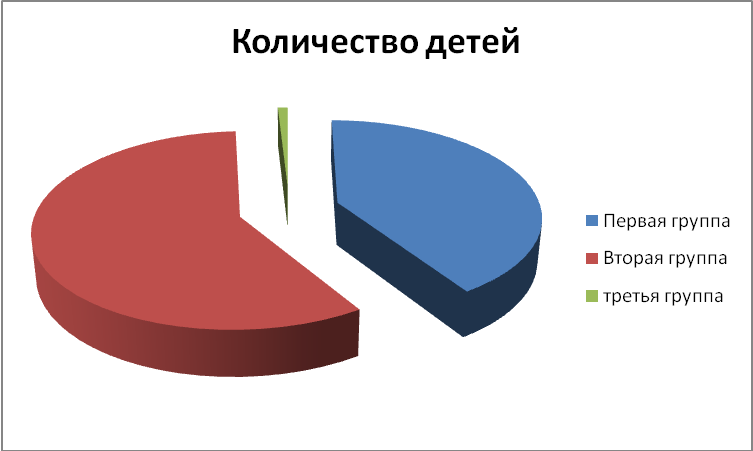 Количество детей
Первая группа
Вторая группа
третья группа